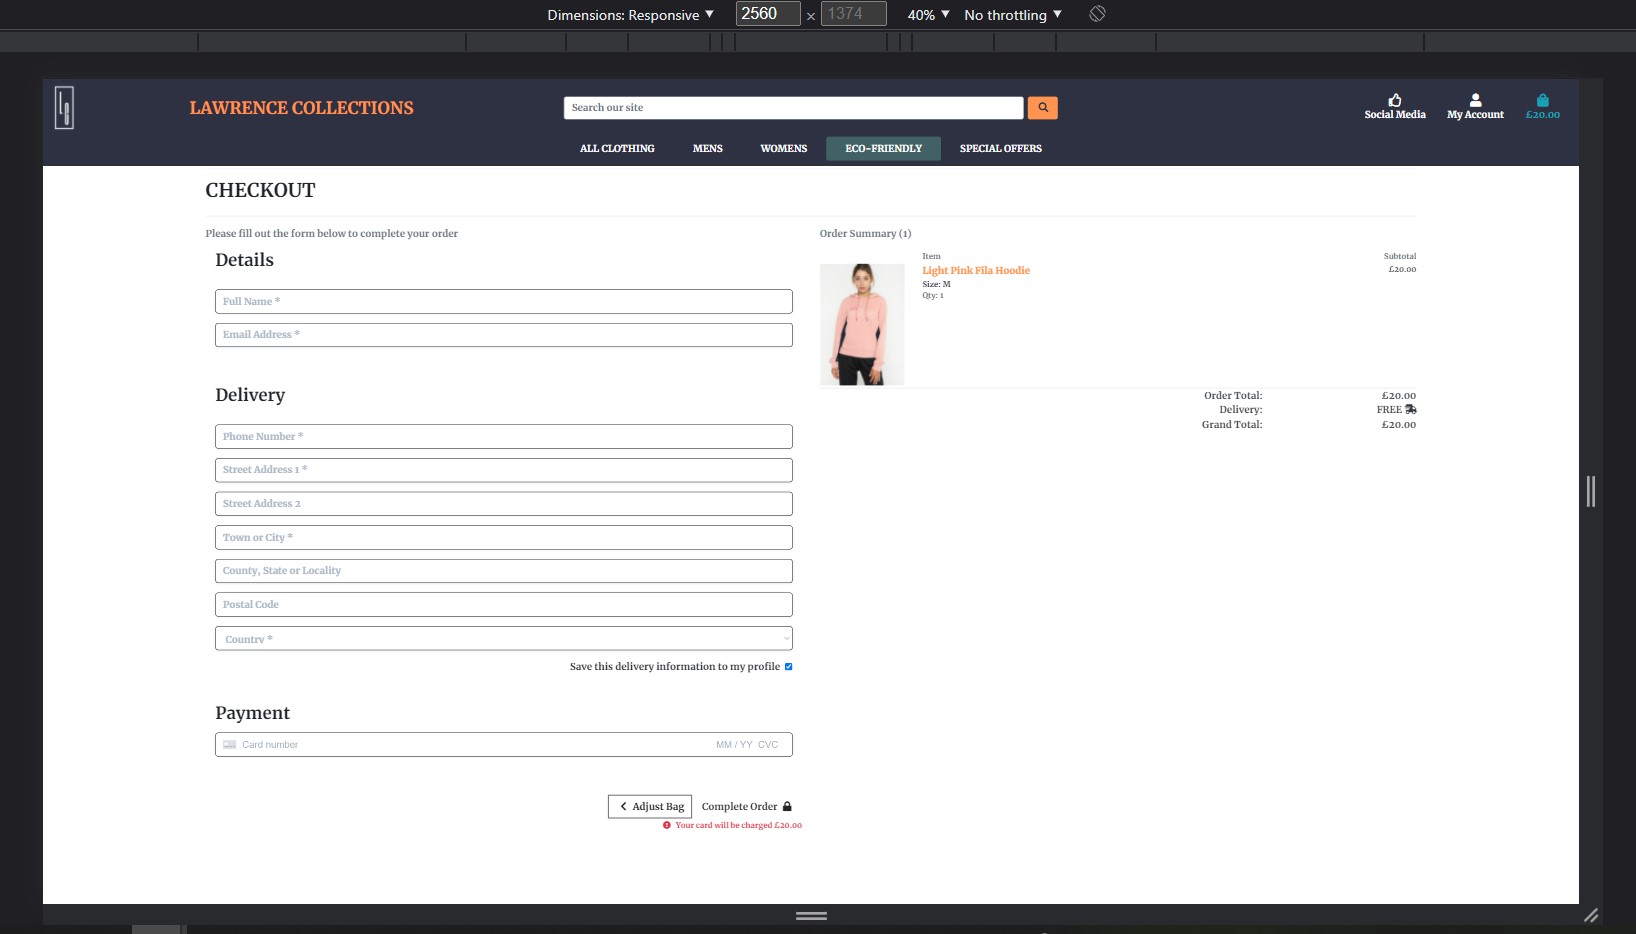 Dimensions: Responsive
2560 × 1374
40%
No throttling
LAWRENCE COLLECTIONS
Search our site
Social Media
My Account
£20.00
ALL CLOTHING
MENS
WOMENS
ECO-FRIENDLY
SPECIAL OFFERS
CHECKOUT
Please fill out the form below to complete your order
Details
Full Name *
Email Address *
Delivery
Phone Number *
Street Address 1 *
Street Address 2
Town or City *
County, State or Locality
Postal Code
Country *
Save this delivery information to my profile
Payment
Card number MM / YY CVC
Adjust Bag
Complete Order
Your card will be charged £20.00
Order Summary (1)
Item Subtotal
Light Pink Fila Hoodie £20.00
Size: M
Qty: 1
Order Total: £20.00
Delivery: FREE
Grand Total: £20.00